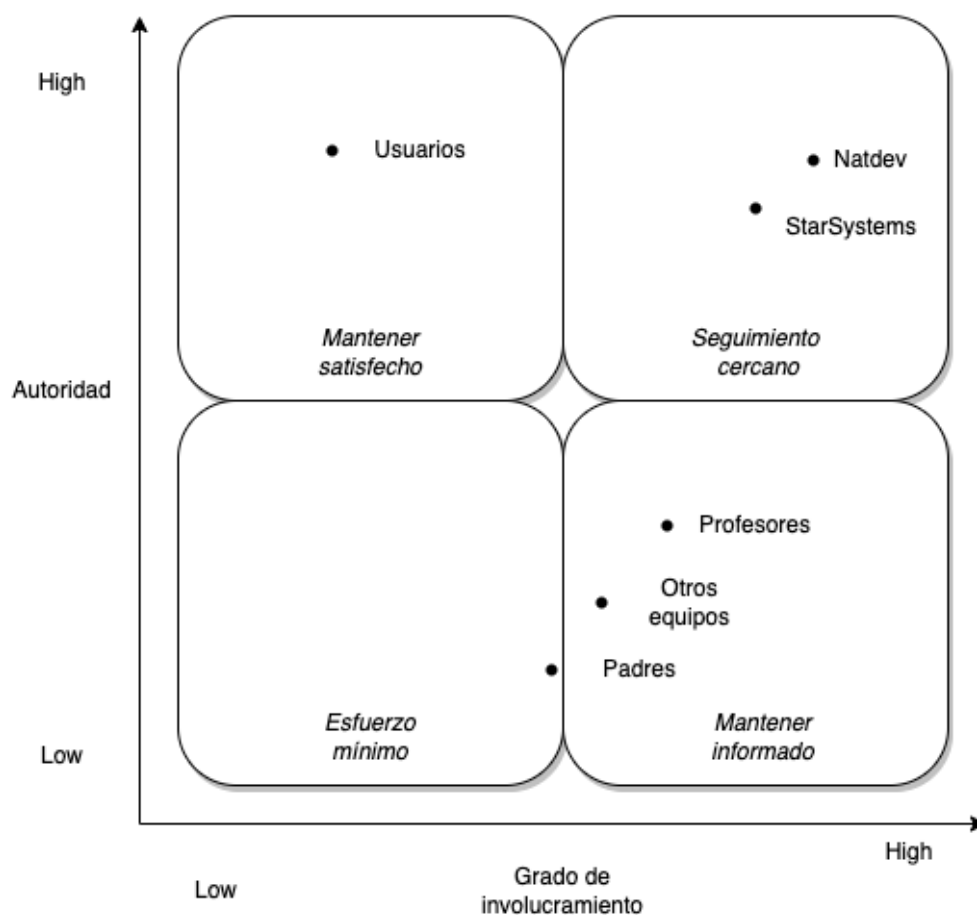 High
Usuarios
Natdev
StarSystems
Mantener
satisfecho
Seguimiento
cercano
Autoridad
Profesores
Otros
equipos
Padres
Esfuerzo
mínimo
Mantener
informado
Low
High
Low
Grado de
involucramiento